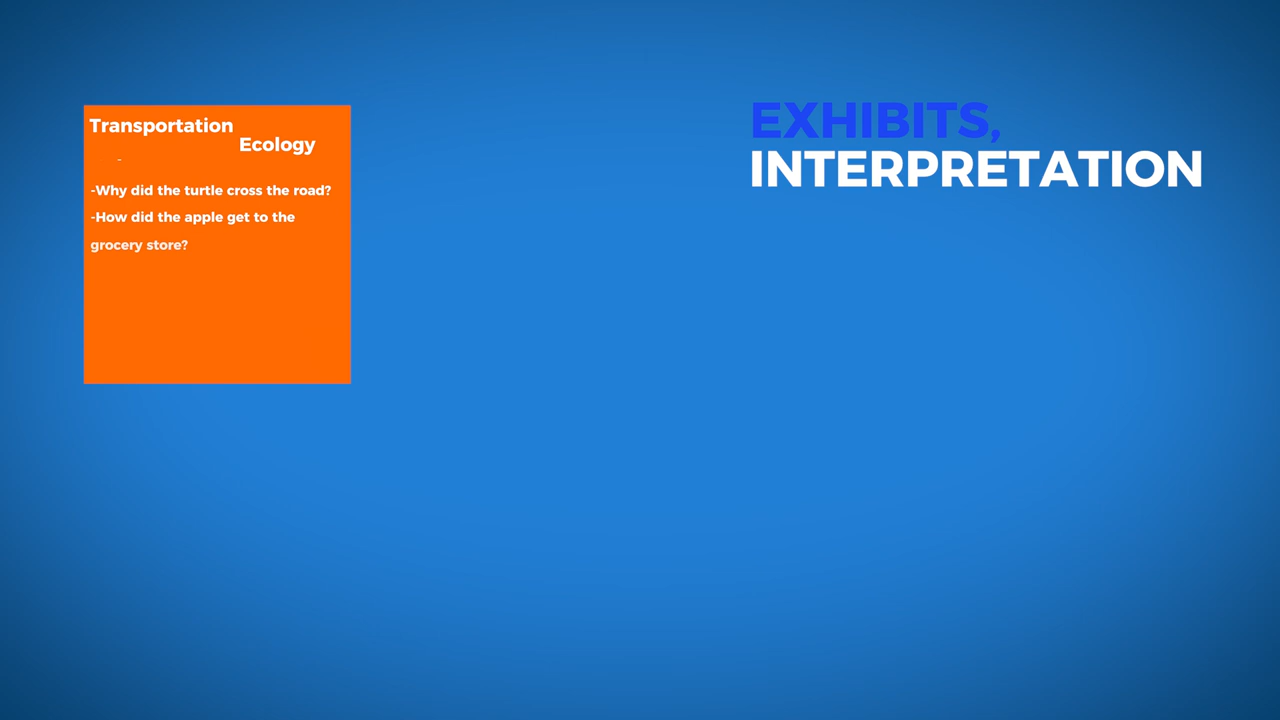 Transportation
Ecology
-
-Why did the turtle cross the road?
-How did the apple get to the
grocery store?
EXHIBITS,
INTERPRETATION